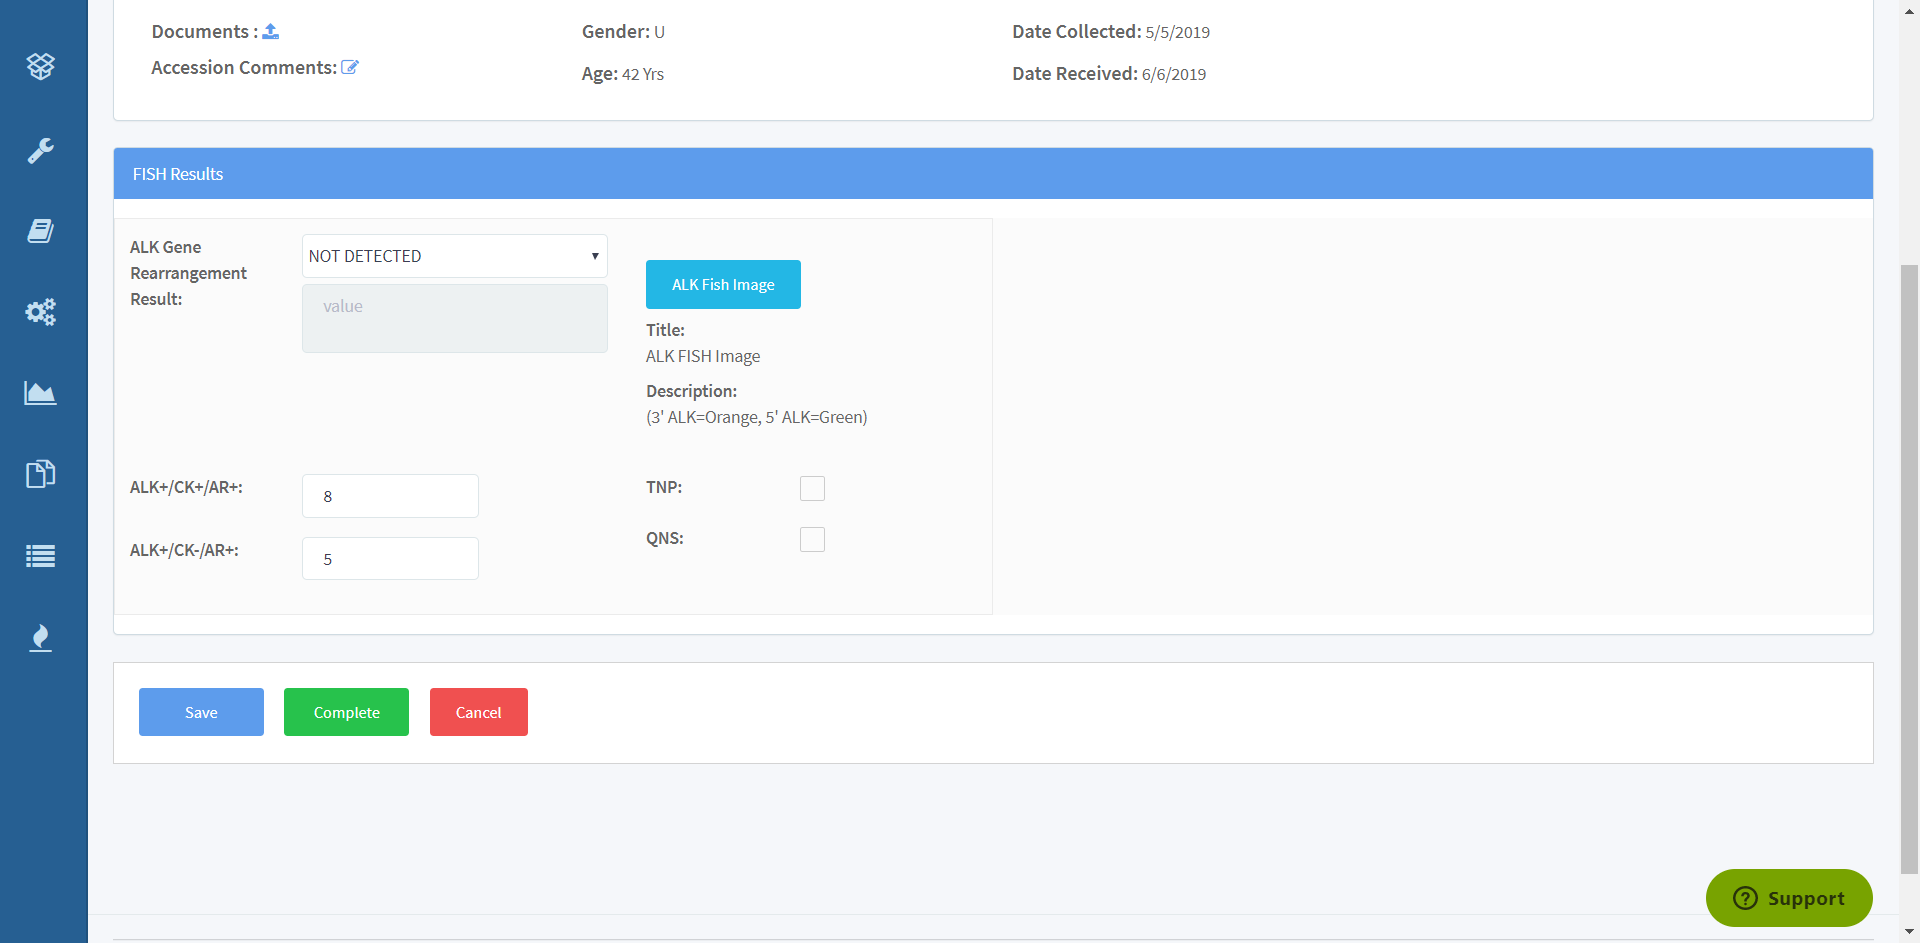 Documents :
Accession Comments:
Gender: U
Age: 42 Yrs
Date Collected: 5/5/2019
Date Received: 6/6/2019
FISH Results
ALK Gene
Rearrangement
Result:
NOT DETECTED
value
ALK Fish Image
Title:
ALK FISH Image
Description:
(3' ALK=Orange, 5' ALK=Green)
ALK+/CK+/AR+:
8
TNP:
ALK+/CK-/AR+:
5
QNS:
Save
Complete
Cancel
Support